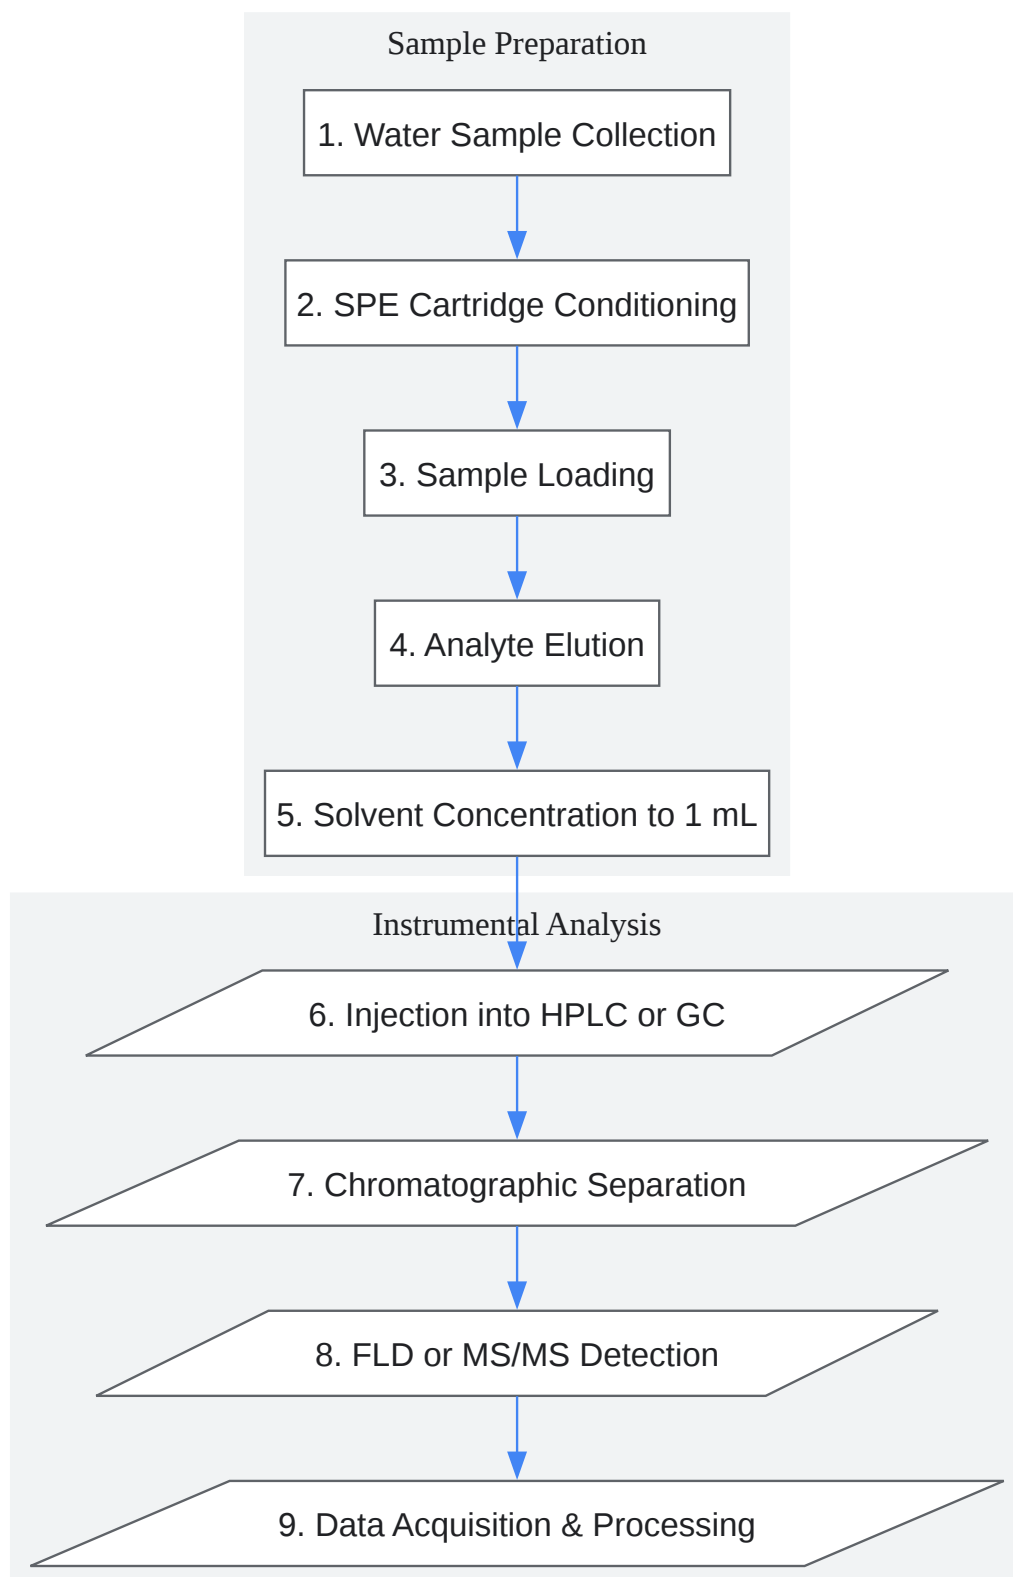 Sample Preparation
1. Water Sample Collection
2. SPE Cartridge Conditioning
3. Sample Loading
4. Analyte Elution
5. Solvent Concentration to 1 mL
Instrumental Analysis
6. Injection into HPLC or GC
7. Chromatographic Separation
8. FLD or MS/MS Detection
9. Data Acquisition & Processing